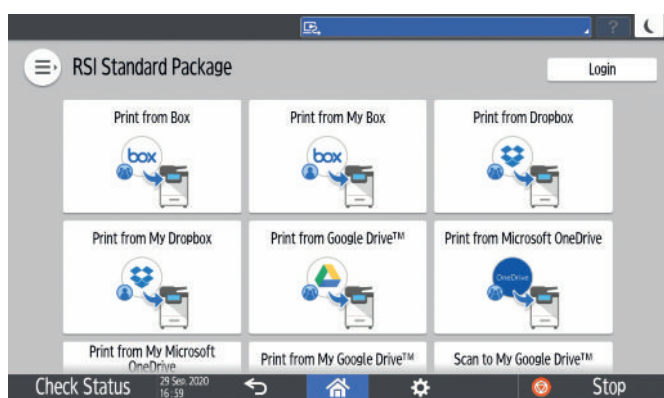 ?
RSI Standard Package
Login
Print from Box
Print from My Box
Print from Dropbox
box
box
Print from My Dropbox
Print from Google Drive™
Print from Microsoft OneDrive
OneDrive
Print from My Microsoft
OneDrive
Print from My Google Drive™
Scan to My Google Drive™
Check Status
29 Sep. 2020
16:59
Stop